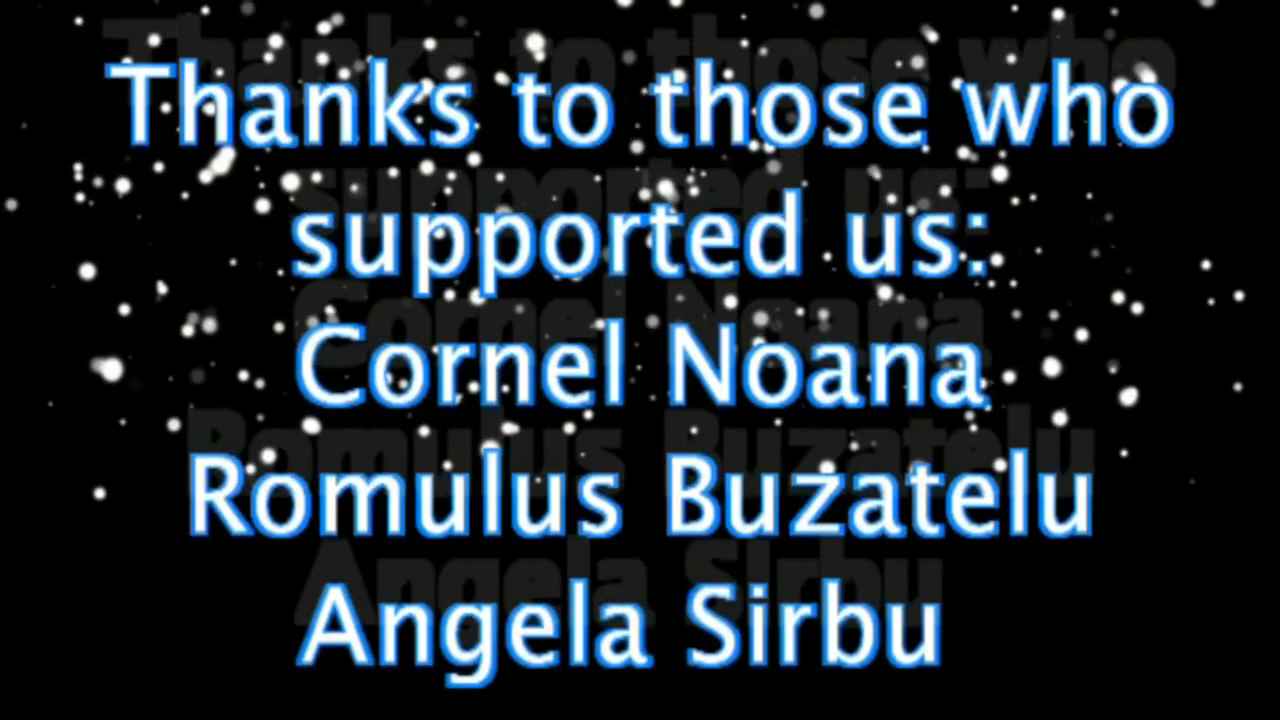 Thanks to those who
supported us:
Cornel Noana
Romulus Buzatelu
Angela Sirbu